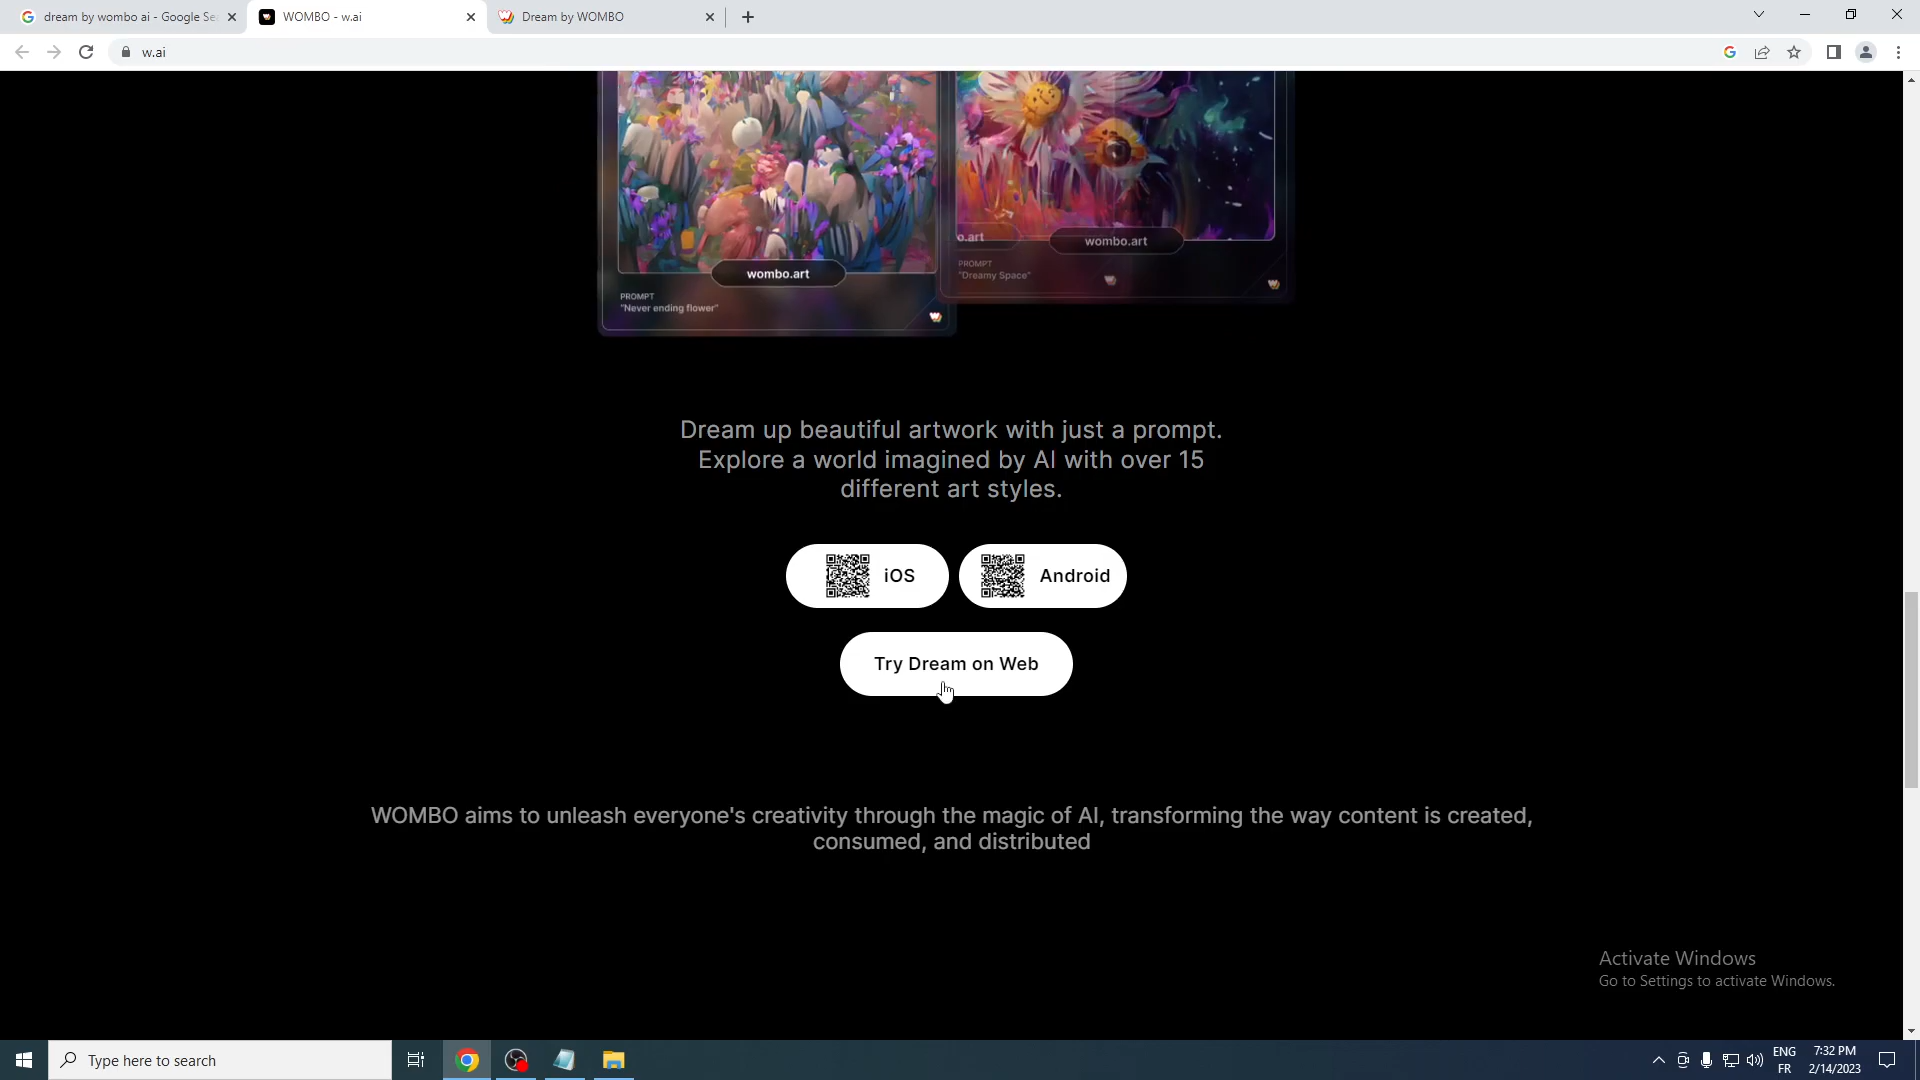 dream by wombo ai - Google Se
WOMBO - w.ai
Dream by WOMBO
w.ai
wombo.art
PROMPT
"Never ending flower"
o.art
wombo.art
PROMPT
"Dreamy Space"
Dream up beautiful artwork with just a prompt.
Explore a world imagined by AI with over 15
different art styles.
iOS
Android
Try Dream on Web
WOMBO aims to unleash everyone's creativity through the magic of AI, transforming the way content is created,
consumed, and distributed
Activate Windows
Go to Settings to activate Windows.
Type here to search
ENG
FR
7:32 PM
2/14/2023